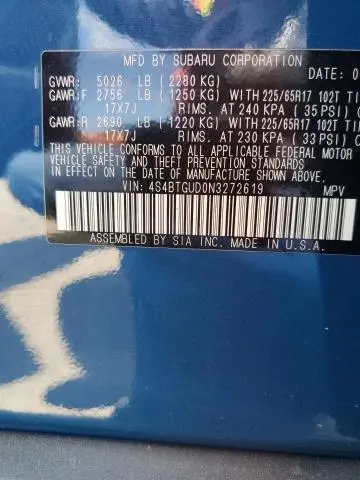 MFD BY SUBARU CORPORATION
GVWR: 5026 LB (2280 KG) DATE: 0
GAWR:F 2756 LB (1250 KG) WITH 225/65R17 102T
17X7J RIMS. AT 240 KPA (35 PSI) COLD
GAWR:R 2690 LB (1220 KG) WITH 225/65R17 102T
17X7J RIMS. AT 230 KPA (33 PSI)
THIS VEHICLE CONFORMS TO ALL APPLICABLE FEDERAL MOTOR
VEHICLE SAFETY AND THEFT PREVENTION STANDARDS IN EFFECT
ON THE DATE OF MANUFACTURE SHOWN ABOVE.
VIN: 4S4BTGUD0N3272619 MPV
ASSEMBLED BY SIA INC. MADE IN U.S.A.